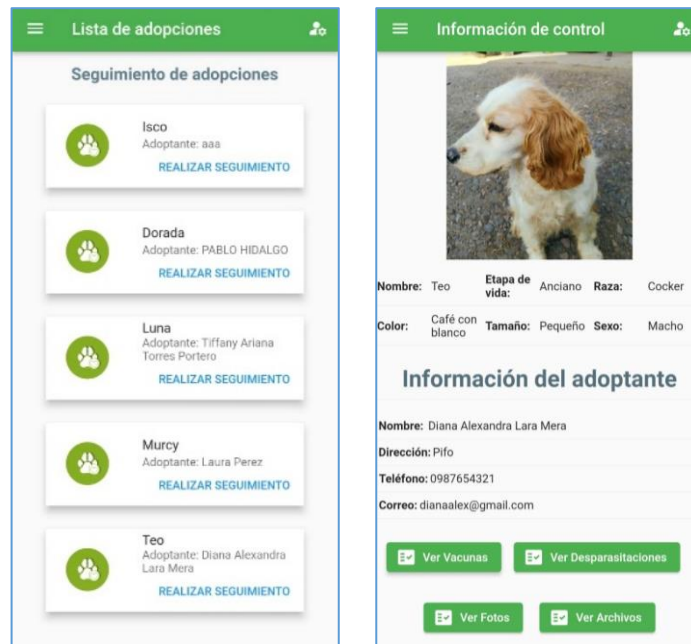 Lista de adopciones
Seguimiento de adopciones
Isco
Adoptante: aaa
REALIZAR SEGUIMIENTO
Dorada
Adoptante: PABLO HIDALGO
REALIZAR SEGUIMIENTO
Luna
Adoptante: Tiffany Ariana
Torres Portero
REALIZAR SEGUIMIENTO
Murcy
Adoptante: Laura Perez
REALIZAR SEGUIMIENTO
Teo
Adoptante: Diana Alexandra
Lara Mera
REALIZAR SEGUIMIENTO
Información de control
Nombre: Teo Etapa de vida: Anciano Raza: Cocker
Color: Café con blanco Tamaño: Pequeño Sexo: Macho
Información del adoptante
Nombre: Diana Alexandra Lara Mera
Dirección: Pifo
Teléfono: 0987654321
Correo: dianaalex@gmail.com
Ver Vacunas Ver Desparasitaciones
Ver Fotos Ver Archivos